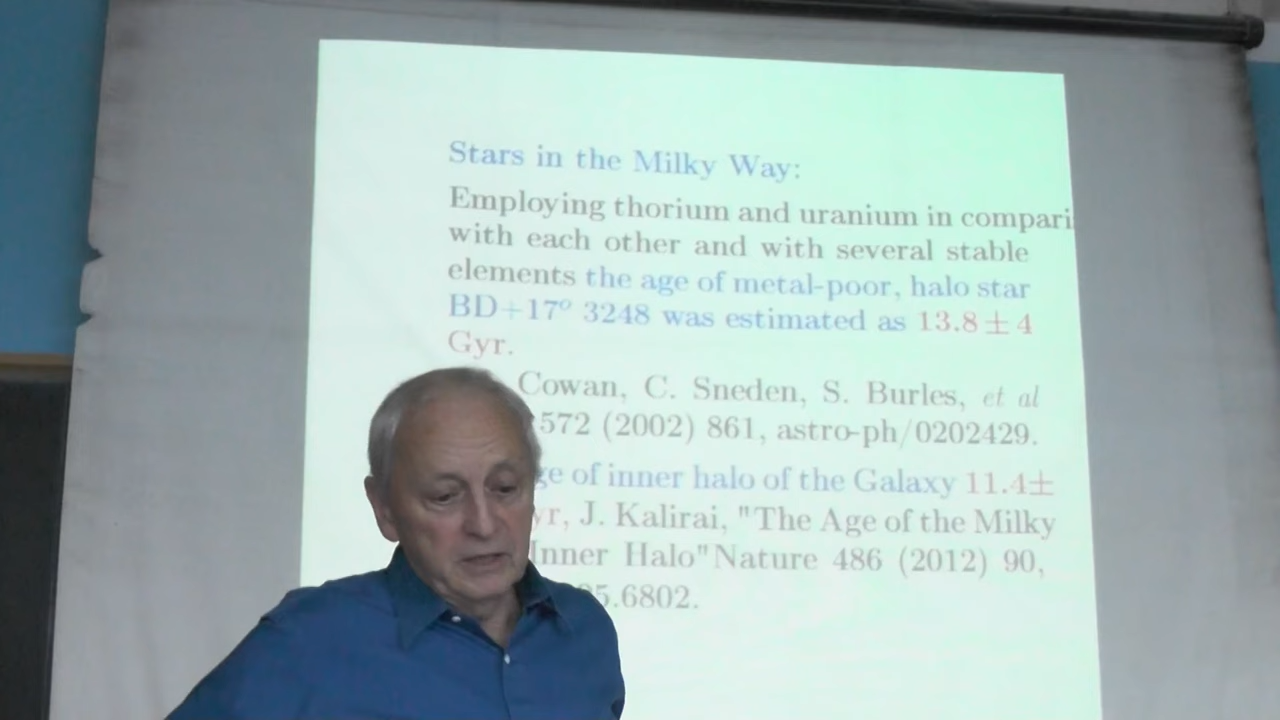 Stars in the Milky Way:
Employing thorium and uranium in compari
with each other and with several stable
elements the age of metal-poor, halo star
BD+17º 3248 was estimated as 13.8 ± 4
Gyr.
Cowan, C. Sneden, S. Burles, et al
572 (2002) 861, astro-ph/0202429.
ge of inner halo of the Galaxy 11.4±
yr, J. Kalirai, "The Age of the Milky
Inner Halo" Nature 486 (2012) 90,
5.6802.